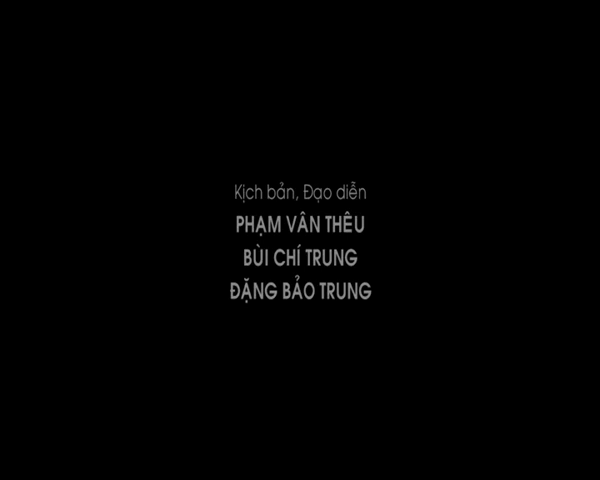 Kịch bản, Đạo diễn
PHẠM VÂN THÊU
BÙI CHÍ TRUNG
ĐẶNG BẢO TRUNG